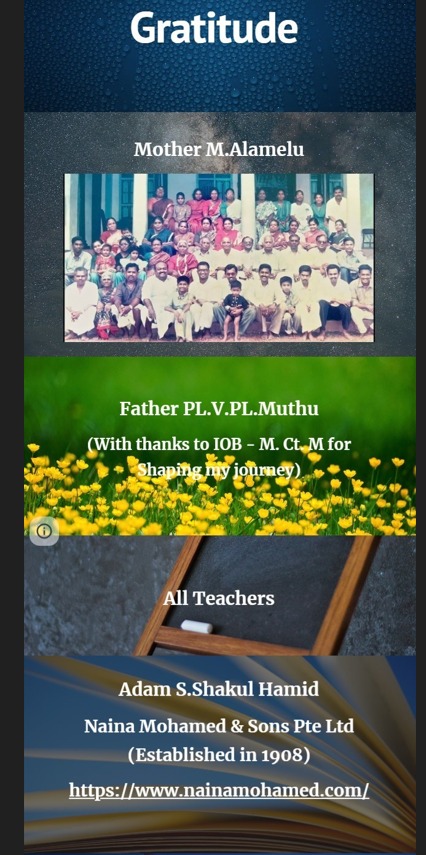 Gratitude
Mother M.Alamelu
Father PL.V.PL.Muthu
(With thanks to IOB - M. Ct. M for
Shaping my journey)
All Teachers
Adam S.Shakul Hamid
Naina Mohamed & Sons Pte Ltd
(Established in 1908)
https://www.nainamohamed.com/